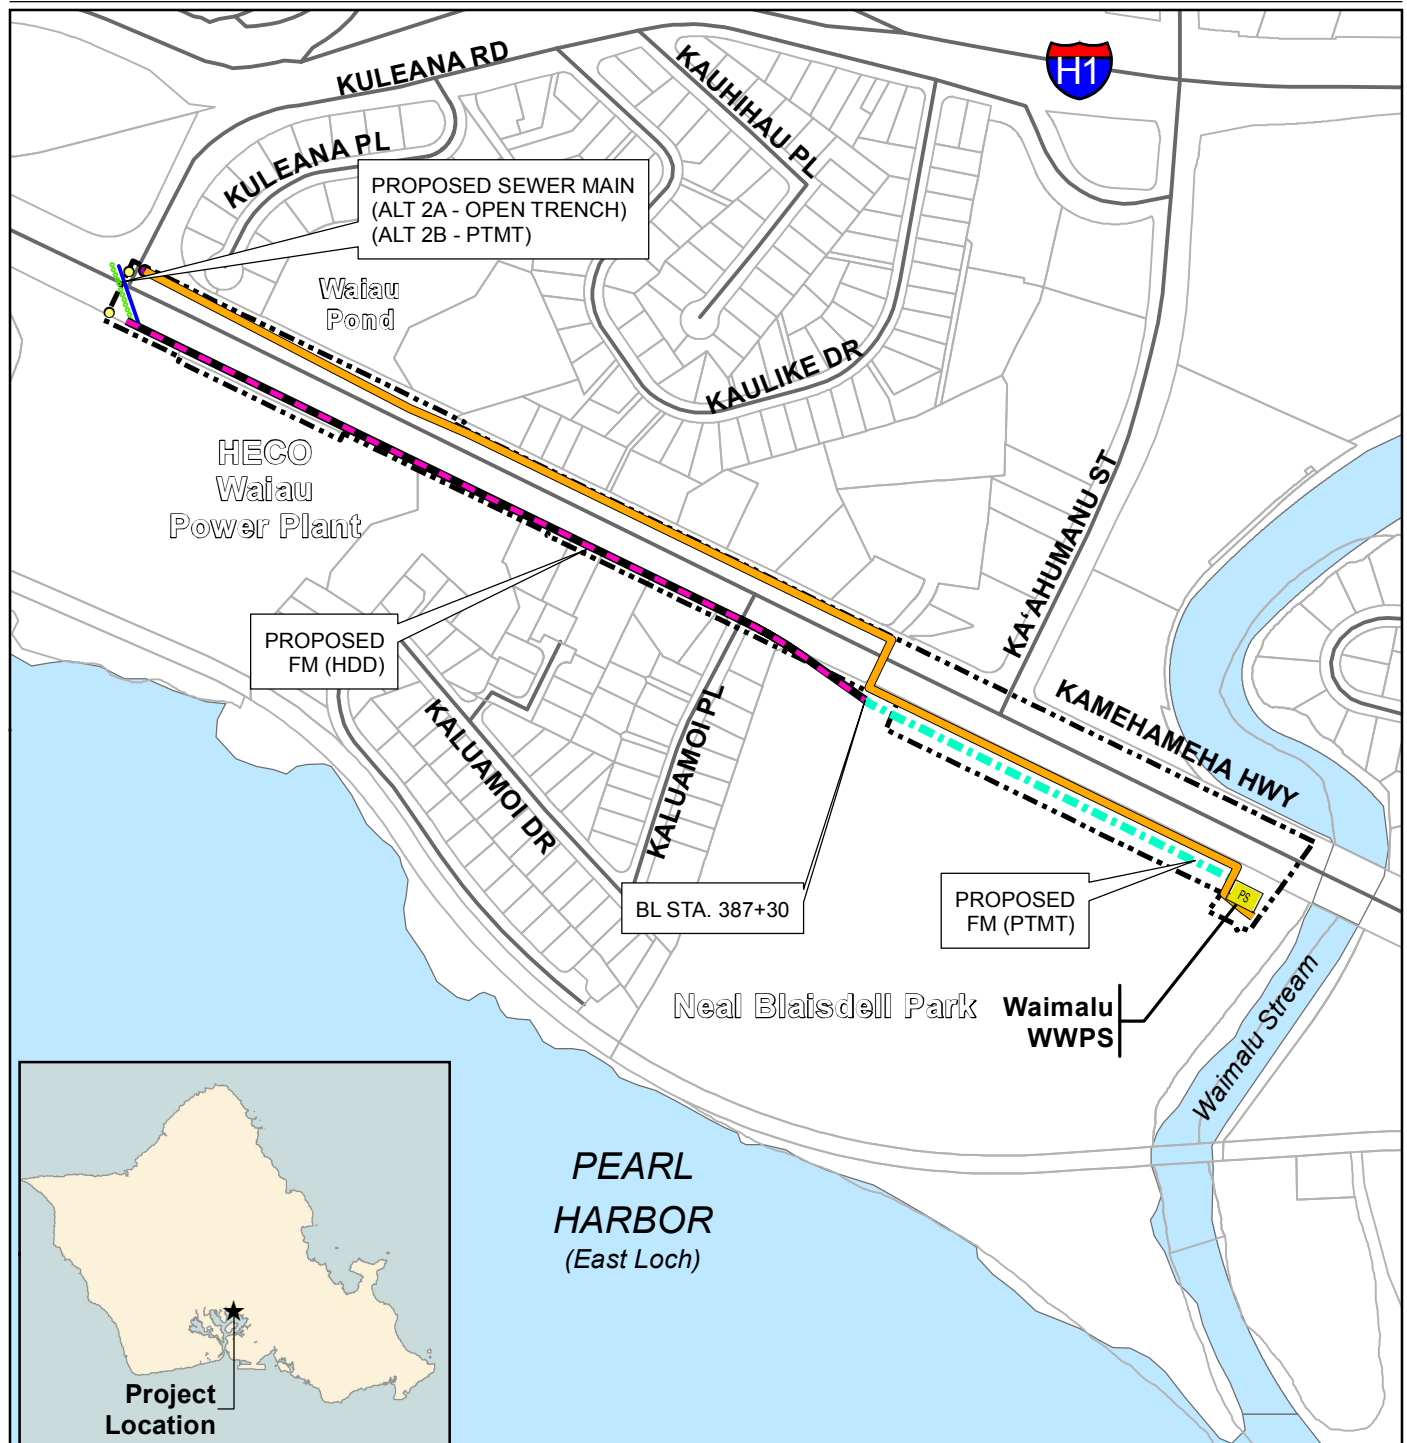 KULEANA RD
KAUHIHAU PL
H1
KULEANA PL
PROPOSED SEWER MAIN
(ALT 2A - OPEN TRENCH)
(ALT 2B - PTMT)
Waiau
Pond
KAULIKE DR
HECO
Waiau
Power Plant
KA'AHUMANU ST
PROPOSED
FM (HDD)
KAMEHAMEHA HWY
KALUAMOI DR
KALUAMOI PL
BL STA. 387+30
PROPOSED
FM (PTMT)
PS
Neal Blaisdell Park
Waimalu
WWPS
Waimalu Stream
PEARL
HARBOR
(East Loch)
Project
Location